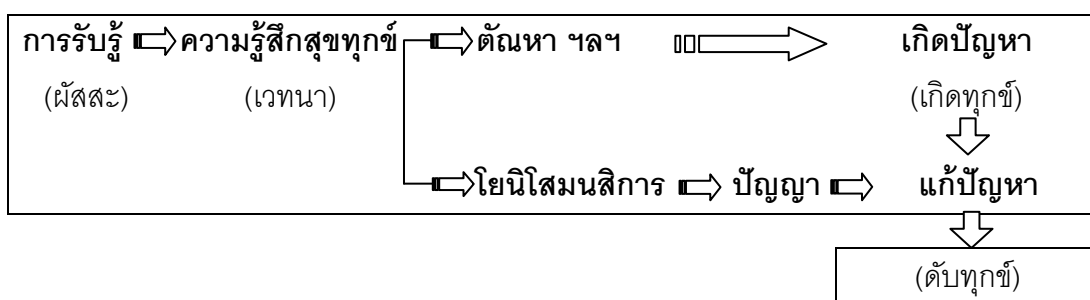 การรับรู้ ความรู้สึกสุขทุกข์ ตัณหา ฯลฯ เกิดปัญหา
(ผัสสะ) (เวทนา) (เกิดทุกข์)
โยนิโสมนสิการ ปัญญา แก้ปัญหา
(ดับทุกข์)